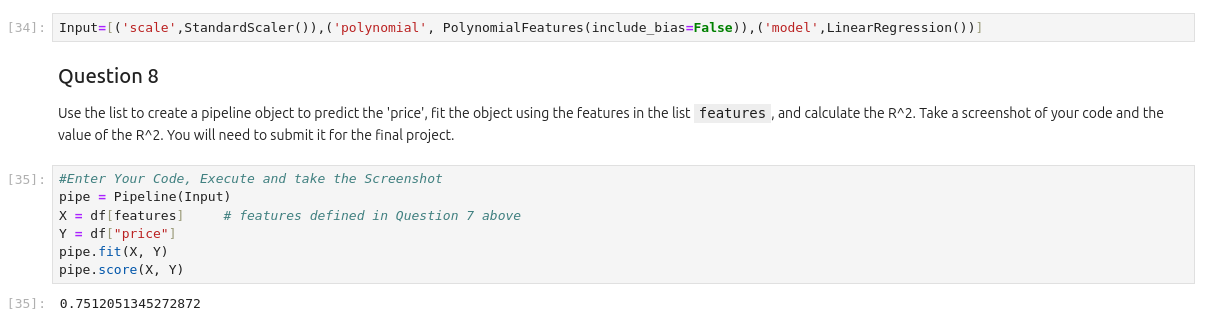 [34]: Input=[('scale',StandardScaler()),('polynomial', PolynomialFeatures(include_bias=False)),('model',LinearRegression())]
Question 8
Use the list to create a pipeline object to predict the 'price', fit the object using the features in the list features , and calculate the R^2. Take a screenshot of your code and the
value of the R^2. You will need to submit it for the final project.
[35]: #Enter Your Code, Execute and take the Screenshot
pipe = Pipeline(Input)
X = df[features]     # features defined in Question 7 above
Y = df["price"]
pipe.fit(X, Y)
pipe.score(X, Y)
[35]: 0.7512051345272872